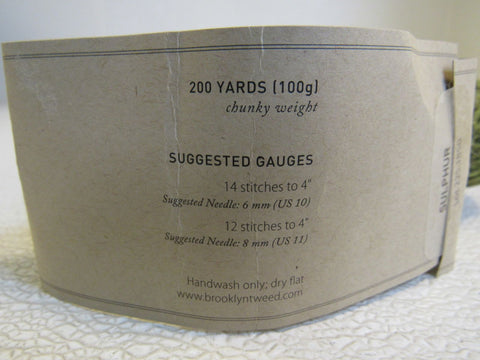 200 YARDS (100g)
chunky weight
SUGGESTED GAUGES
14 stitches to 4"
Suggested Needle: 6 mm (US 10)
12 stitches to 4"
Suggested Needle: 8 mm (US 11)
Handwash only; dry flat
www.brooklyntweed.com
SULPHUR